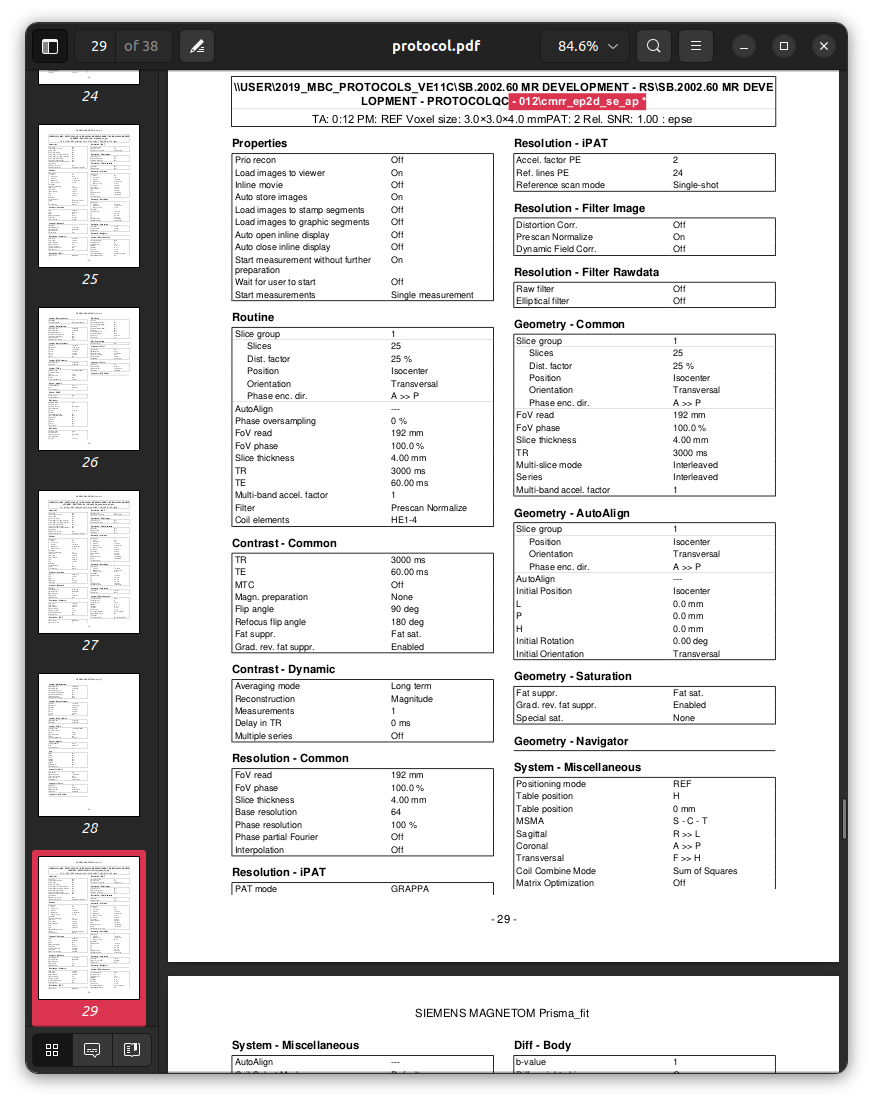 29 of 38
protocol.pdf
84.6%
24
25
26
27
28
29
\\USER\2019_MBC_PROTOCOLS_VE11C\SB.2002.60 MR DEVELOPMENT - RS\SB.2002.60 MR DEVE
LOPMENT - PROTOCOLQC - 012\cmrr_ep2d_se_ap *
TA: 0:12 PM: REF Voxel size: 3.0×3.0×4.0 mmPAT: 2 Rel. SNR: 1.00 : epse
Properties
Prio recon Off
Load images to viewer On
Inline movie Off
Auto store images On
Load images to stamp segments Off
Load images to graphic segments Off
Auto open inline display Off
Auto close inline display Off
Start measurement without further On
preparation
Wait for user to start Off
Start measurements Single measurement
Routine
Slice group 1
Slices 25
Dist. factor 25 %
Position Isocenter
Orientation Transversal
Phase enc. dir. A >> P
AutoAlign ---
Phase oversampling 0 %
FoV read 192 mm
FoV phase 100.0 %
Slice thickness 4.00 mm
TR 3000 ms
TE 60.00 ms
Multi-band accel. factor 1
Filter Prescan Normalize
Coil elements HE1-4
Contrast - Common
TR 3000 ms
TE 60.00 ms
MTC Off
Magn. preparation None
Flip angle 90 deg
Refocus flip angle 180 deg
Fat suppr. Fat sat.
Grad. rev. fat suppr. Enabled
Contrast - Dynamic
Averaging mode Long term
Reconstruction Magnitude
Measurements 1
Delay in TR 0 ms
Multiple series Off
Resolution - Common
FoV read 192 mm
FoV phase 100.0 %
Slice thickness 4.00 mm
Base resolution 64
Phase resolution 100 %
Phase partial Fourier Off
Interpolation Off
Resolution - iPAT
PAT mode GRAPPA
Resolution - iPAT
Accel. factor PE 2
Ref. lines PE 24
Reference scan mode Single-shot
Resolution - Filter Image
Distortion Corr. Off
Prescan Normalize On
Dynamic Field Corr. Off
Resolution - Filter Rawdata
Raw filter Off
Elliptical filter Off
Geometry - Common
Slice group 1
Slices 25
Dist. factor 25 %
Position Isocenter
Orientation Transversal
Phase enc. dir. A >> P
FoV read 192 mm
FoV phase 100.0 %
Slice thickness 4.00 mm
TR 3000 ms
Multi-slice mode Interleaved
Series Interleaved
Multi-band accel. factor 1
Geometry - AutoAlign
Slice group 1
Position Isocenter
Orientation Transversal
Phase enc. dir. A >> P
AutoAlign ---
Initial Position Isocenter
L 0.0 mm
P 0.0 mm
H 0.0 mm
Initial Rotation 0.00 deg
Initial Orientation Transversal
Geometry - Saturation
Fat suppr. Fat sat.
Grad. rev. fat suppr. Enabled
Special sat. None
Geometry - Navigator
System - Miscellaneous
Positioning mode REF
Table position H
Table position 0 mm
MSMA S - C - T
Sagittal R >> L
Coronal A >> P
Transversal F >> H
Coil Combine Mode Sum of Squares
Matrix Optimization Off
- 29 -
SIEMENS MAGNETOM Prisma_fit
System - Miscellaneous
AutoAlign ---
Diff - Body
b-value 1